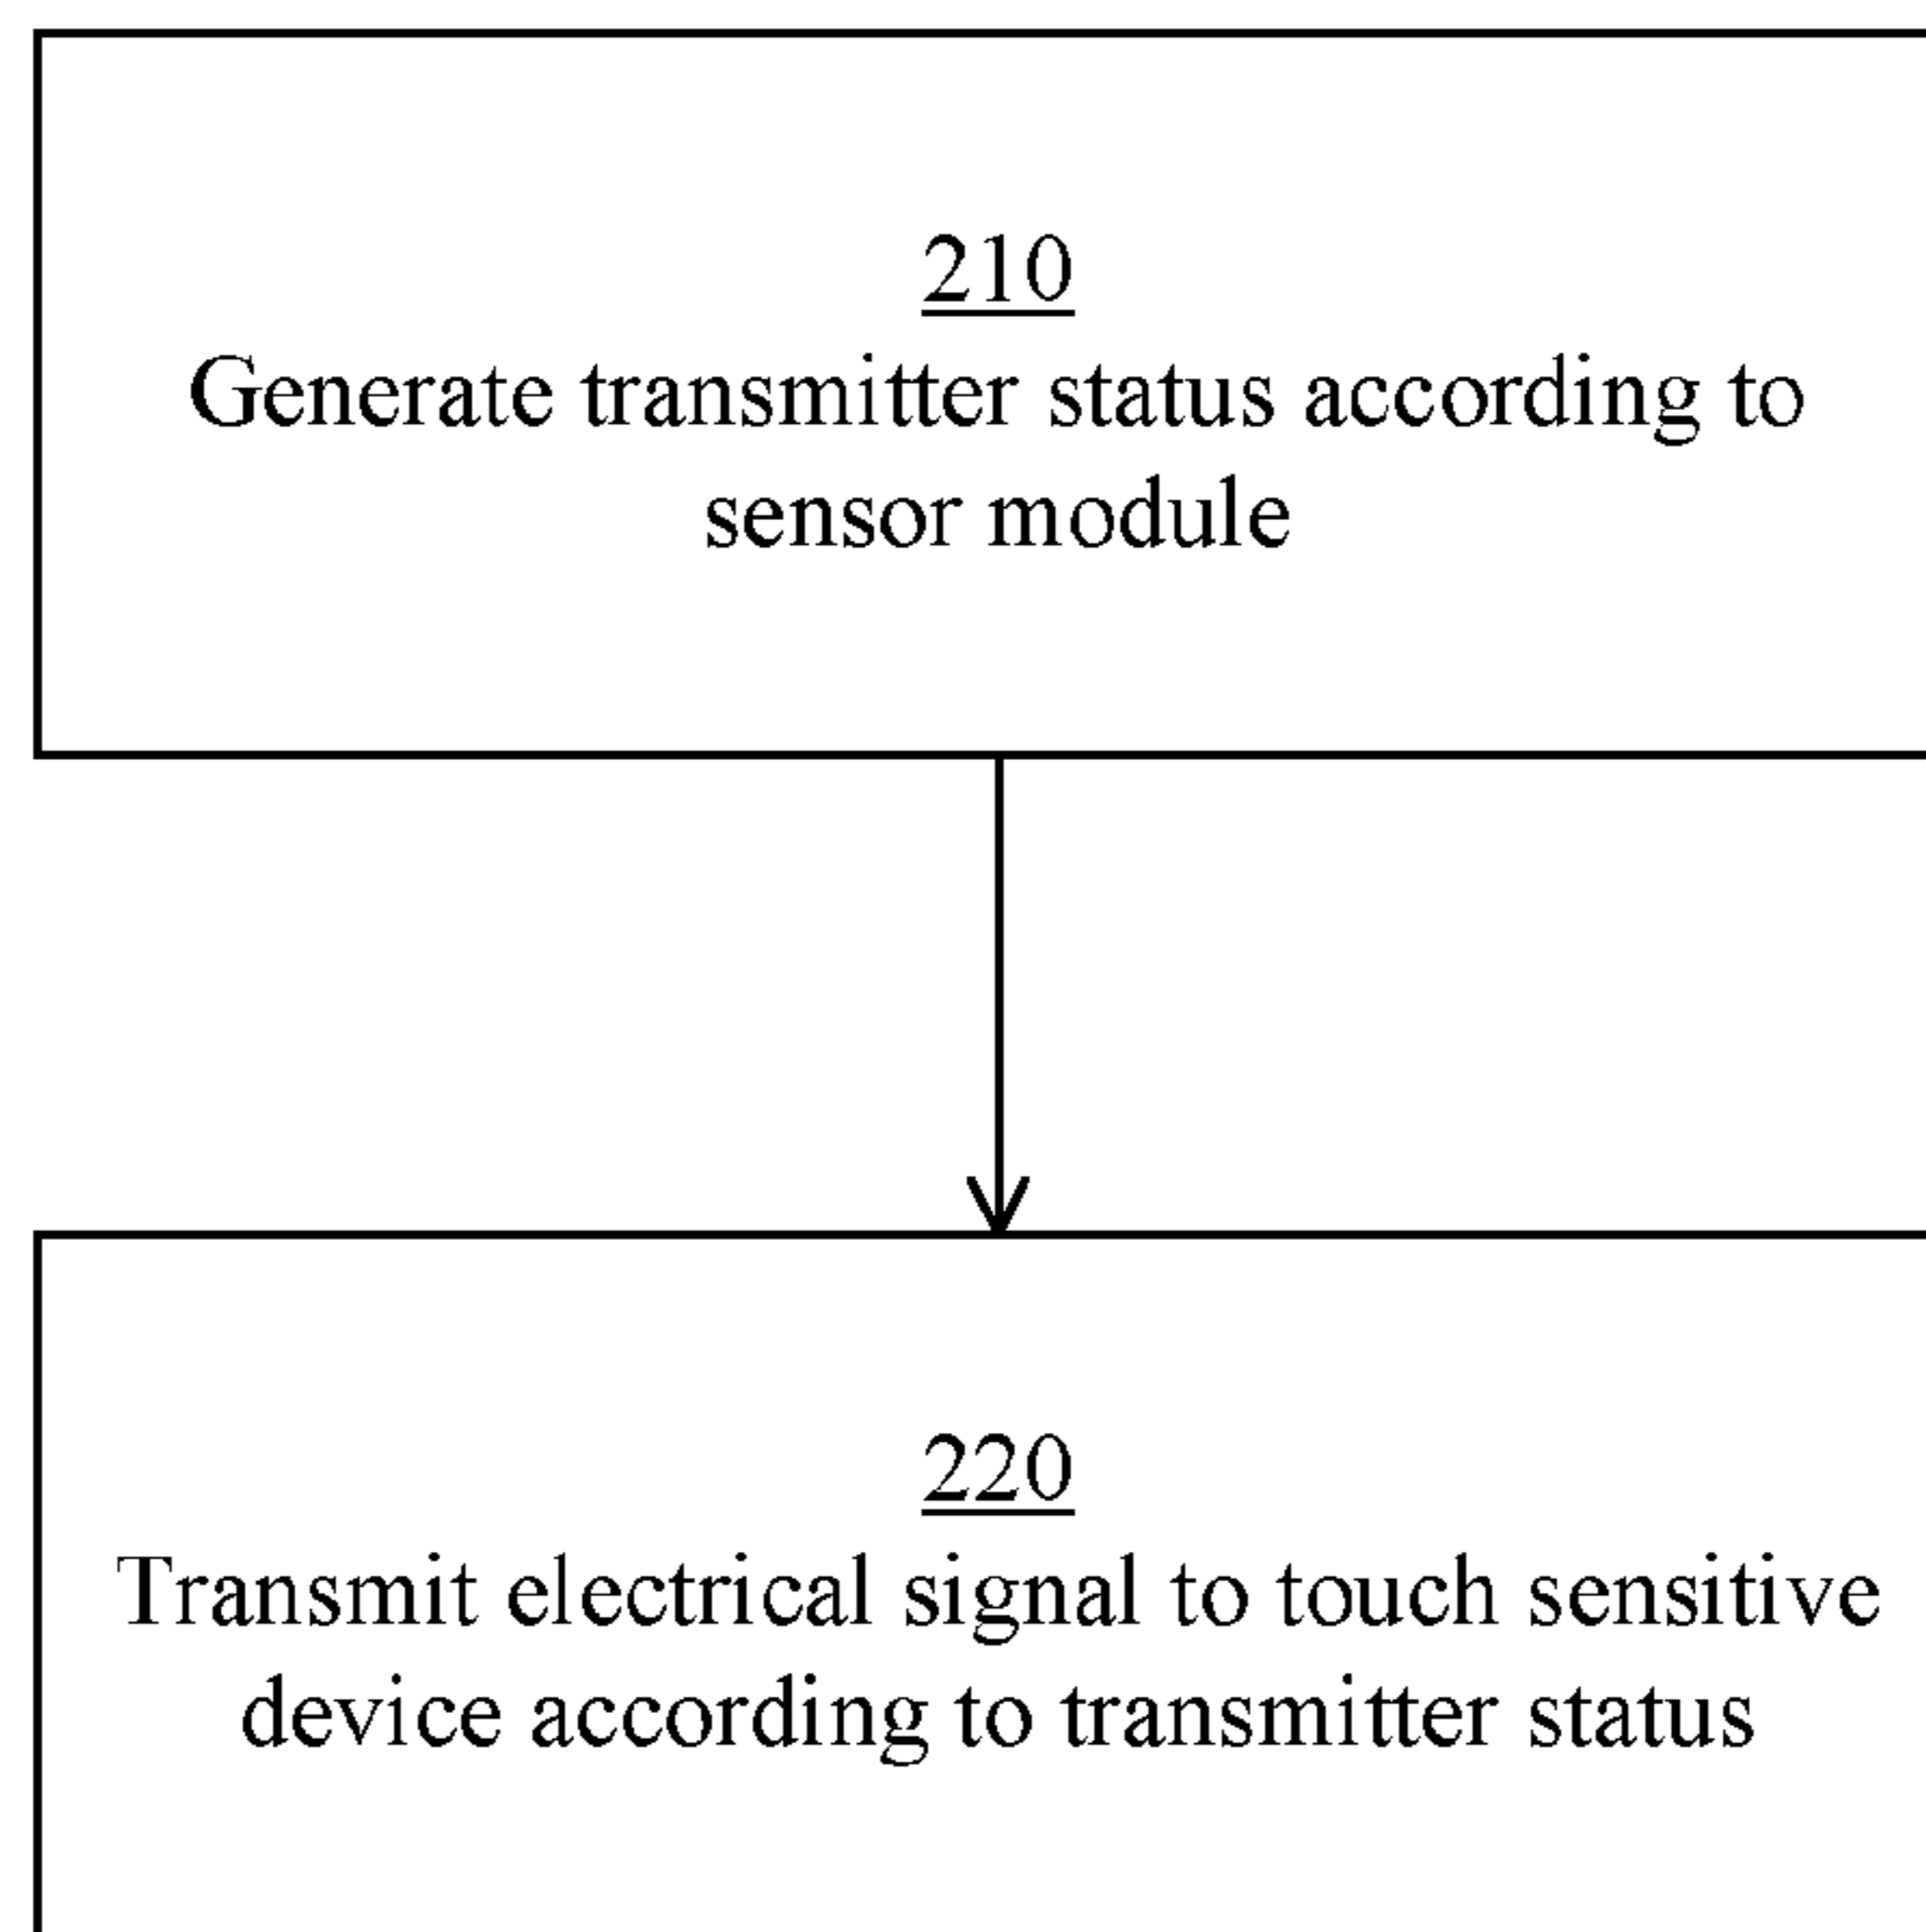 210
Generate transmitter status according to
sensor module
220
Transmit electrical signal to touch sensitive
device according to transmitter status